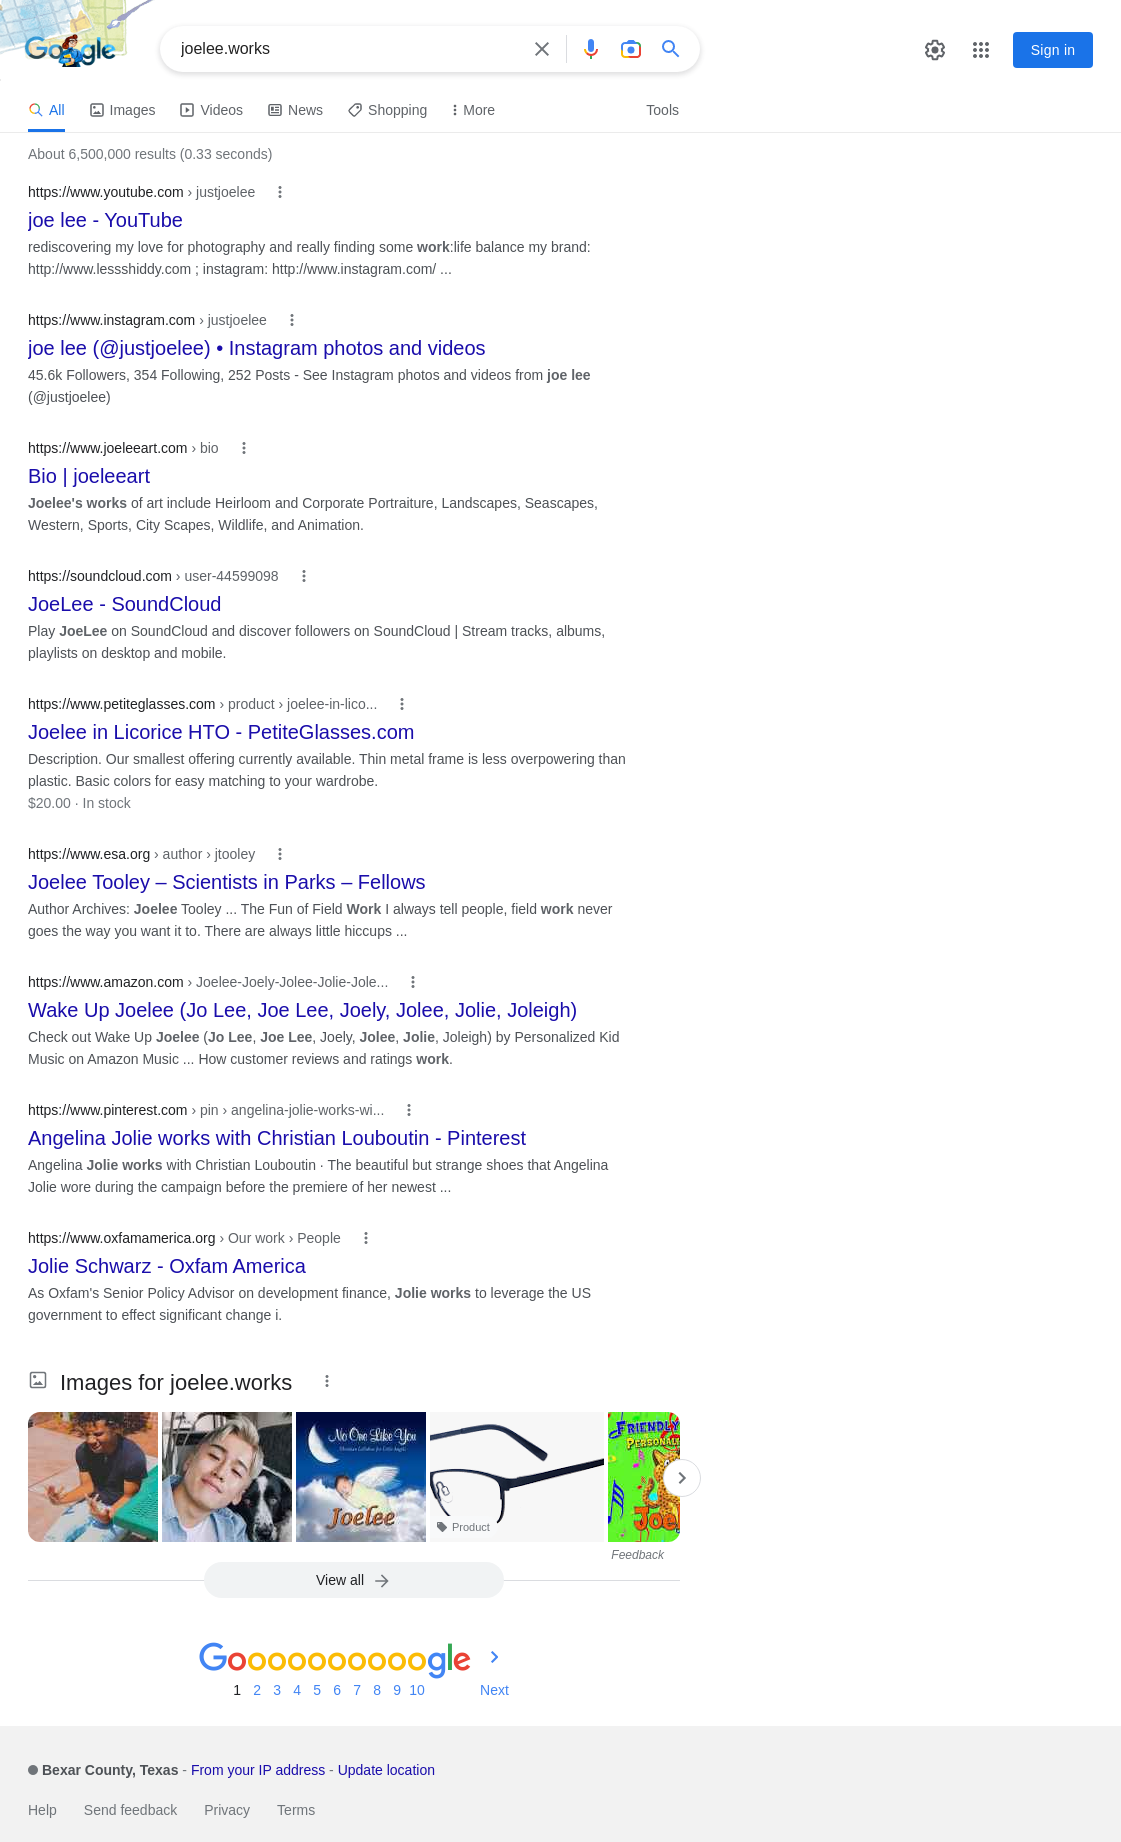 Google
joelee.works
Sign in
All
Images
Videos
News
Shopping
More
Tools
About 6,500,000 results (0.33 seconds)
https://www.youtube.com › justjoelee
joe lee - YouTube
rediscovering my love for photography and really finding some work:life balance my brand:
http://www.lessshiddy.com ; instagram: http://www.instagram.com/ ...
https://www.instagram.com › justjoelee
joe lee (@justjoelee) • Instagram photos and videos
45.6k Followers, 354 Following, 252 Posts - See Instagram photos and videos from joe lee
(@justjoelee)
https://www.joeleeart.com › bio
Bio | joeleeart
Joelee's works of art include Heirloom and Corporate Portraiture, Landscapes, Seascapes,
Western, Sports, City Scapes, Wildlife, and Animation.
https://soundcloud.com › user-44599098
JoeLee - SoundCloud
Play JoeLee on SoundCloud and discover followers on SoundCloud | Stream tracks, albums,
playlists on desktop and mobile.
https://www.petiteglasses.com › product › joelee-in-lico...
Joelee in Licorice HTO - PetiteGlasses.com
Description. Our smallest offering currently available. Thin metal frame is less overpowering than
plastic. Basic colors for easy matching to your wardrobe.
$20.00 · In stock
https://www.esa.org › author › jtooley
Joelee Tooley – Scientists in Parks – Fellows
Author Archives: Joelee Tooley ... The Fun of Field Work I always tell people, field work never
goes the way you want it to. There are always little hiccups ...
https://www.amazon.com › Joelee-Joely-Jolee-Jolie-Jole...
Wake Up Joelee (Jo Lee, Joe Lee, Joely, Jolee, Jolie, Joleigh)
Check out Wake Up Joelee (Jo Lee, Joe Lee, Joely, Jolee, Jolie, Joleigh) by Personalized Kid
Music on Amazon Music ... How customer reviews and ratings work.
https://www.pinterest.com › pin › angelina-jolie-works-wi...
Angelina Jolie works with Christian Louboutin - Pinterest
Angelina Jolie works with Christian Louboutin · The beautiful but strange shoes that Angelina
Jolie wore during the campaign before the premiere of her newest ...
https://www.oxfamamerica.org › Our work › People
Jolie Schwarz - Oxfam America
As Oxfam's Senior Policy Advisor on development finance, Jolie works to leverage the US
government to effect significant change i.
Images for joelee.works
No One Like You
Christian Lullabies for Little Angels
Joelee
Product
FRIENDLY
PERSONAL
JOE
Feedback
View all
Goooooooooogle
1 2 3 4 5 6 7 8 9 10 Next
Bexar County, Texas - From your IP address - Update location
Help Send feedback Privacy Terms